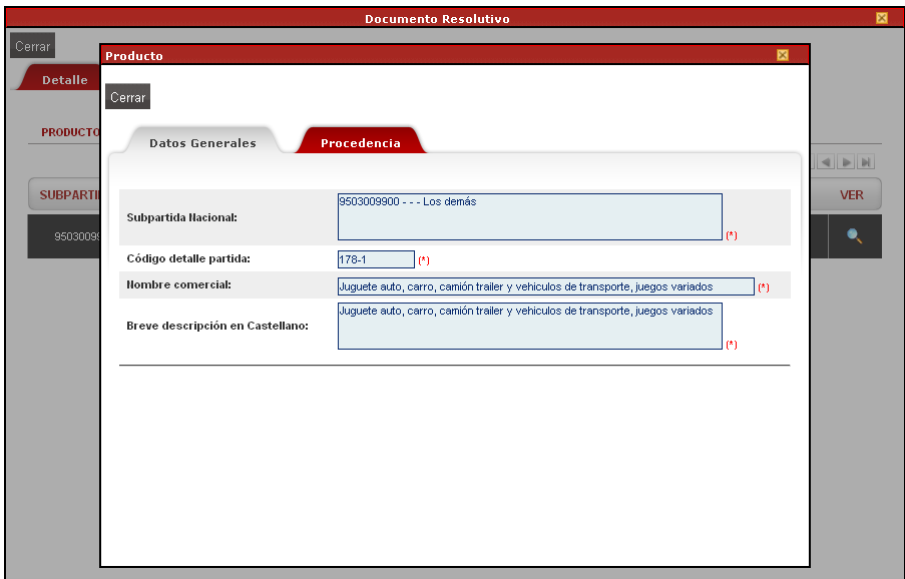 Documento Resolutivo
Cerrar
Detalle
PRODUCTO
SUBPARTI
VER
95030099
Producto
Cerrar
Datos Generales
Procedencia
Subpartida Nacional:
9503009900 - - - Los demás
(*)
Código detalle partida:
178-1
(*)
Nombre comercial:
Juguete auto, carro, camión trailer y vehiculos de transporte, juegos variados
(*)
Breve descripción en Castellano:
Juguete auto, carro, camión trailer y vehiculos de transporte, juegos variados
(*)